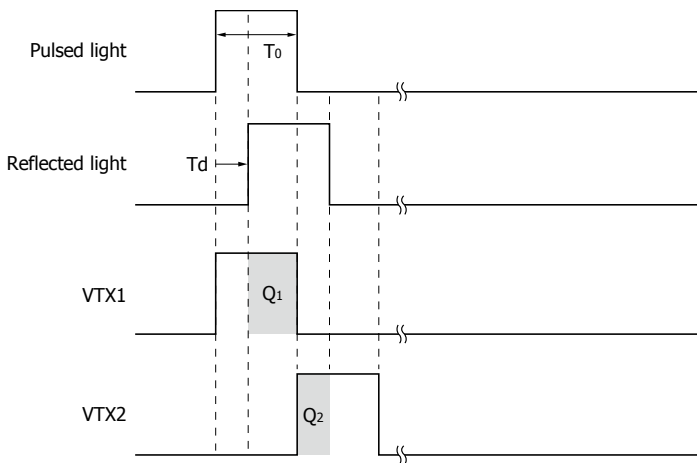 Pulsed light
T0
Reflected light
Td
VTX1
Q1
VTX2
Q2